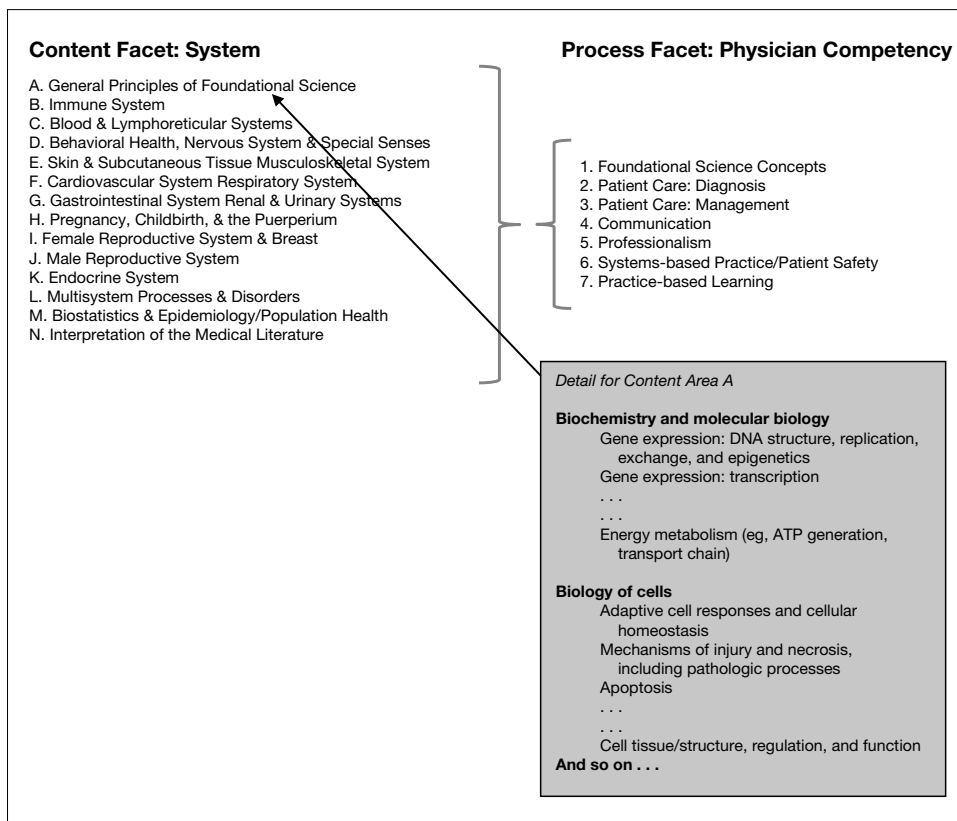 Content Facet: System
A. General Principles of Foundational Science
B. Immune System
C. Blood & Lymphoreticular Systems
D. Behavioral Health, Nervous System & Special Senses
E. Skin & Subcutaneous Tissue Musculoskeletal System
F. Cardiovascular System Respiratory System
G. Gastrointestinal System Renal & Urinary Systems
H. Pregnancy, Childbirth, & the Puerperium
I. Female Reproductive System & Breast
J. Male Reproductive System
K. Endocrine System
L. Multisystem Processes & Disorders
M. Biostatistics & Epidemiology/Population Health
N. Interpretation of the Medical Literature
Process Facet: Physician Competency
1. Foundational Science Concepts
2. Patient Care: Diagnosis
3. Patient Care: Management
4. Communication
5. Professionalism
6. Systems-based Practice/Patient Safety
7. Practice-based Learning
Detail for Content Area A
Biochemistry and molecular biology
Gene expression: DNA structure, replication,
exchange, and epigenetics
Gene expression: transcription
. . .
. . .
Energy metabolism (eg, ATP generation,
transport chain)
Biology of cells
Adaptive cell responses and cellular
homeostasis
Mechanisms of injury and necrosis,
including pathologic processes
Apoptosis
. . .
. . .
Cell tissue/structure, regulation, and function
And so on . . .